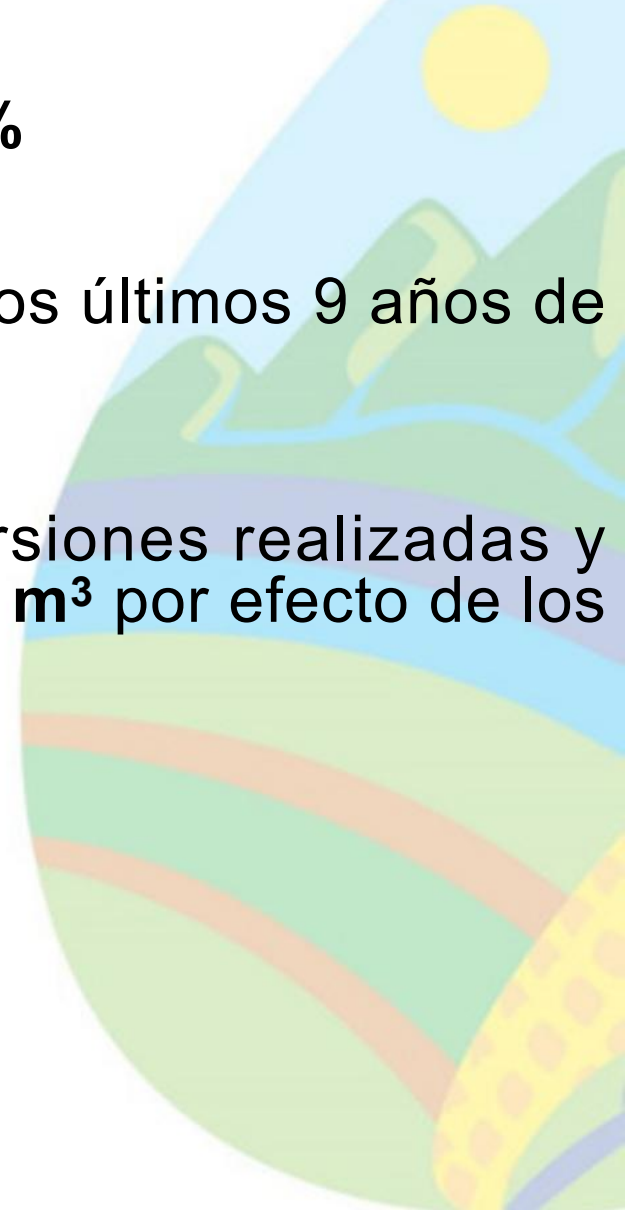 %
os últimos 9 años de
rsiones realizadas y
m³ por efecto de los